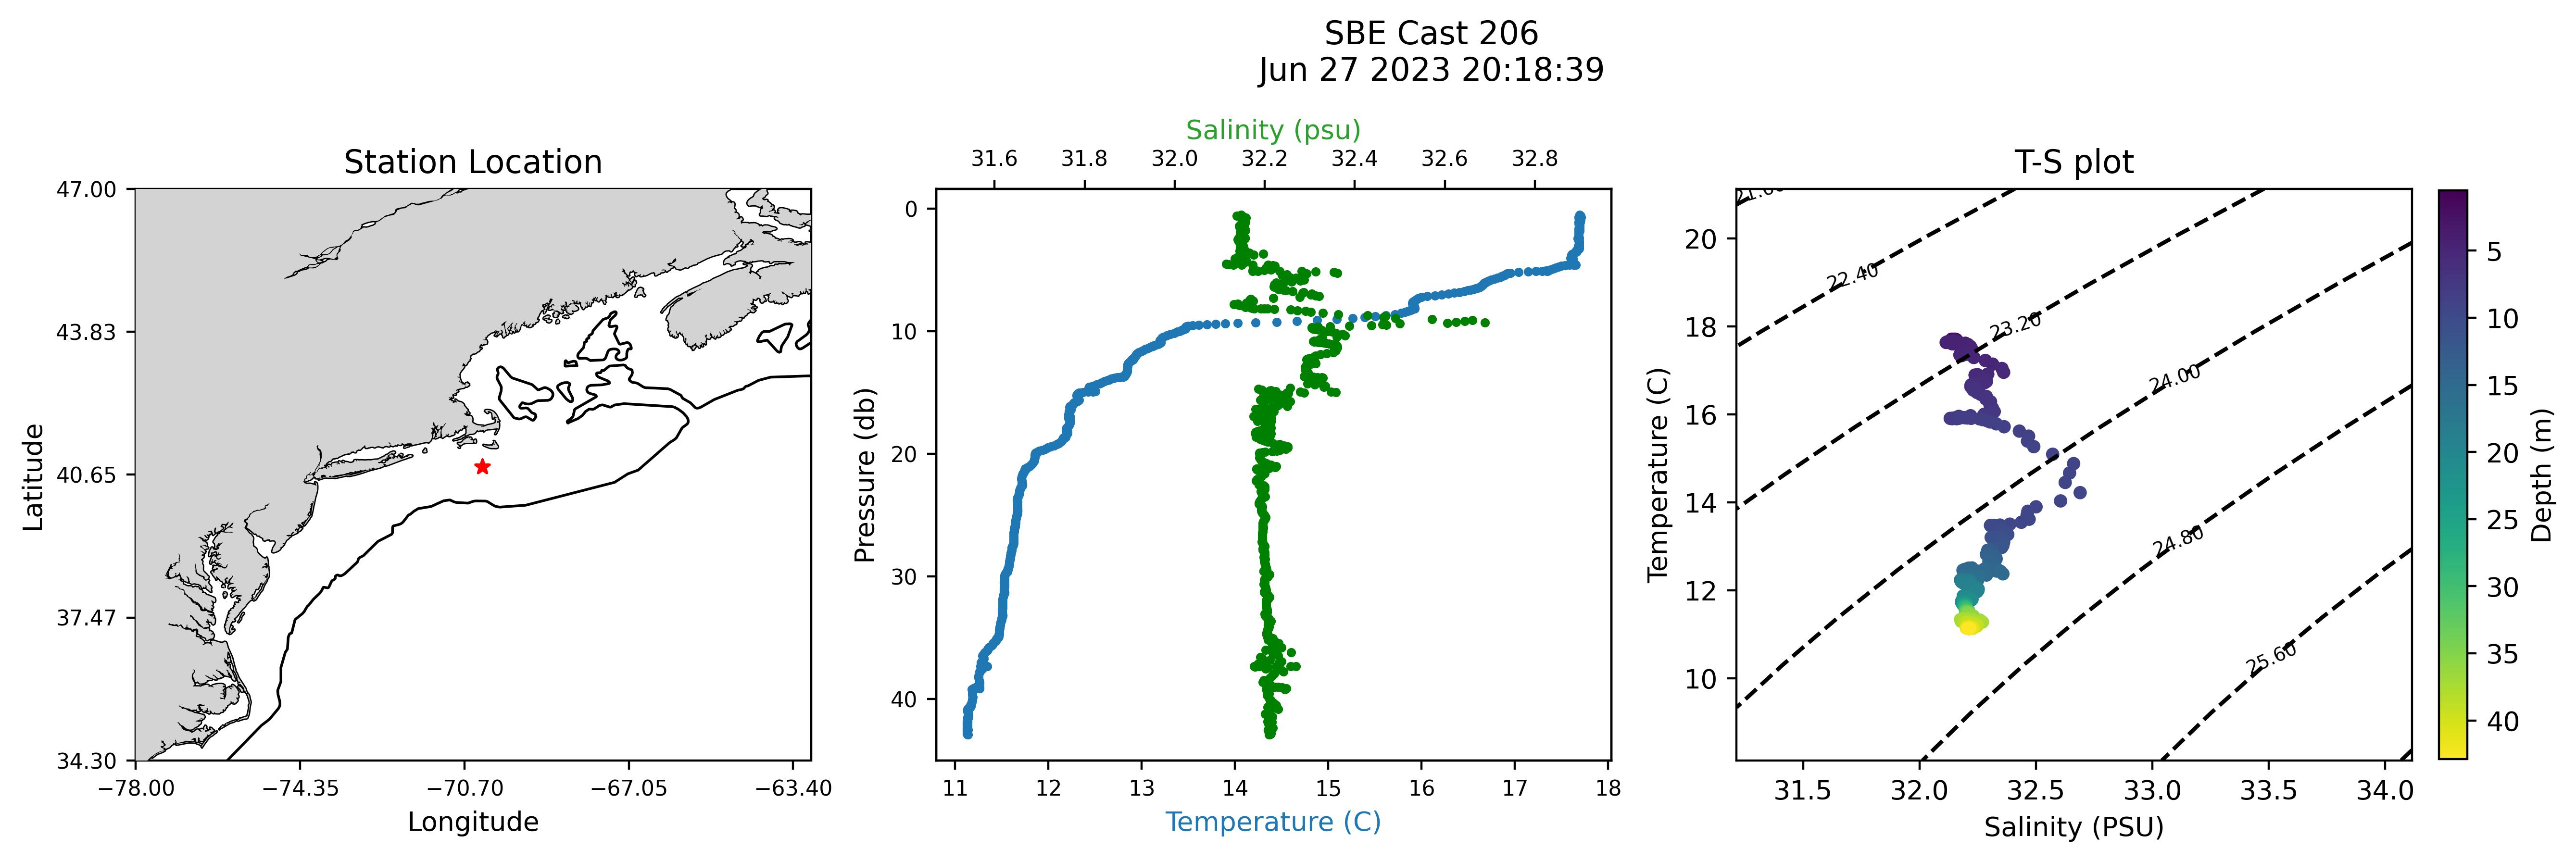 SBE Cast 206
Jun 27 2023 20:18:39
Station Location
47.00
43.83
40.65
37.47
34.30
Latitude
−78.00 −74.35 −70.70 −67.05 −63.40
Longitude
Salinity (psu)
31.6 31.8 32.0 32.2 32.4 32.6 32.8
0
10
20
30
40
Pressure (db)
11 12 13 14 15 16 17 18
Temperature (C)
T-S plot
20
18
16
14
12
10
Temperature (C)
22.40
23.20
24.00
24.80
25.60
31.5 32.0 32.5 33.0 33.5 34.0
Salinity (PSU)
5
10
15
20
25
30
35
40
Depth (m)